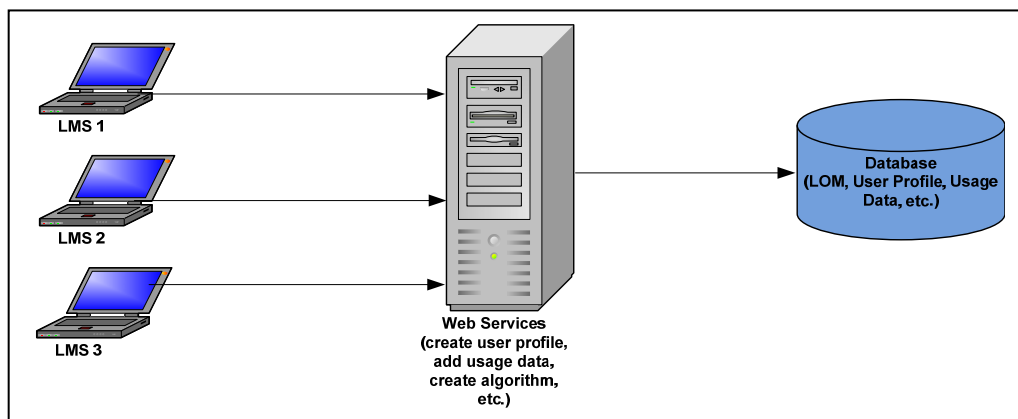 LMS 1
LMS 2
LMS 3
Web Services
(create user profile,
add usage data,
create algorithm,
etc.)
Database
(LOM, User Profile, Usage
Data, etc.)